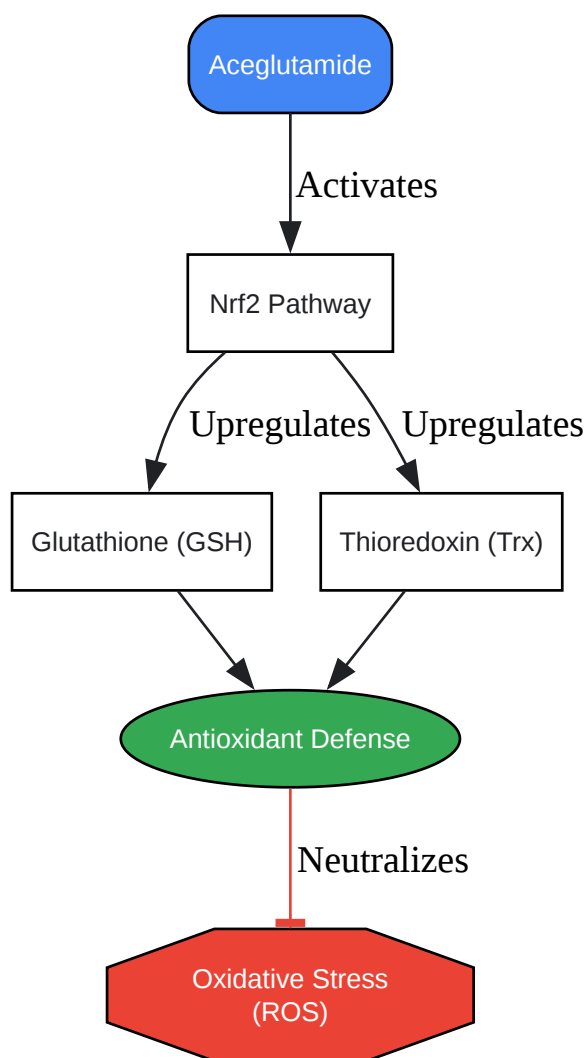 Aceglutamide
Activates
Nrf2 Pathway
Upregulates Upregulates
Glutathione (GSH) Thioredoxin (Trx)
Antioxidant Defense
Neutralizes
Oxidative Stress
(ROS)